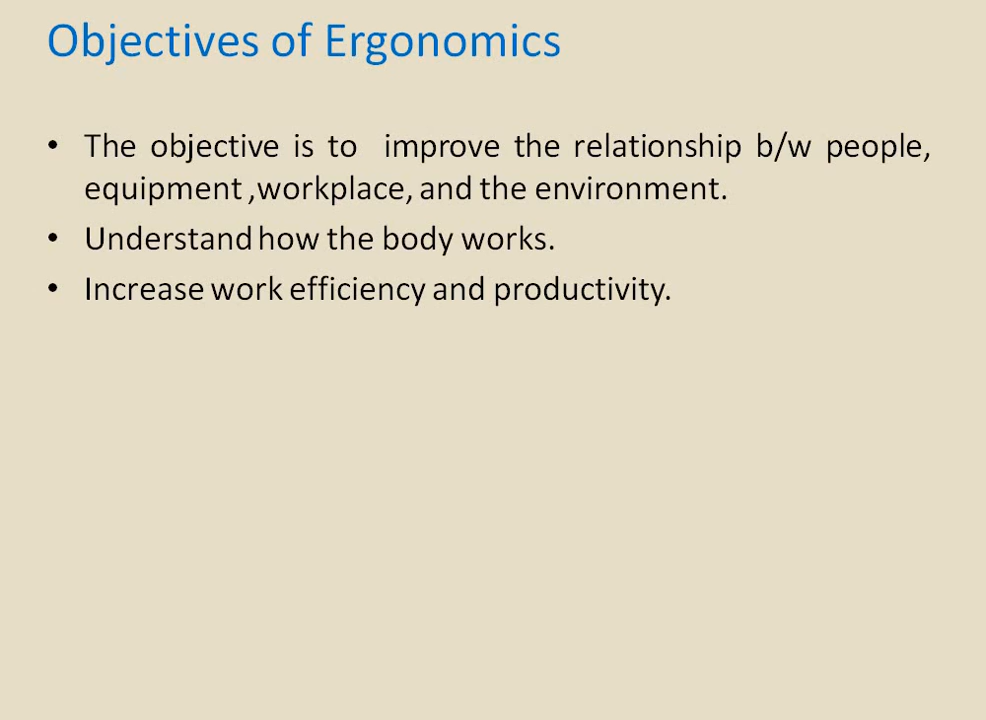 Objectives of Ergonomics
• The objective is to improve the relationship b/w people,
equipment ,workplace, and the environment.
• Understand how the body works.
• Increase work efficiency and productivity.